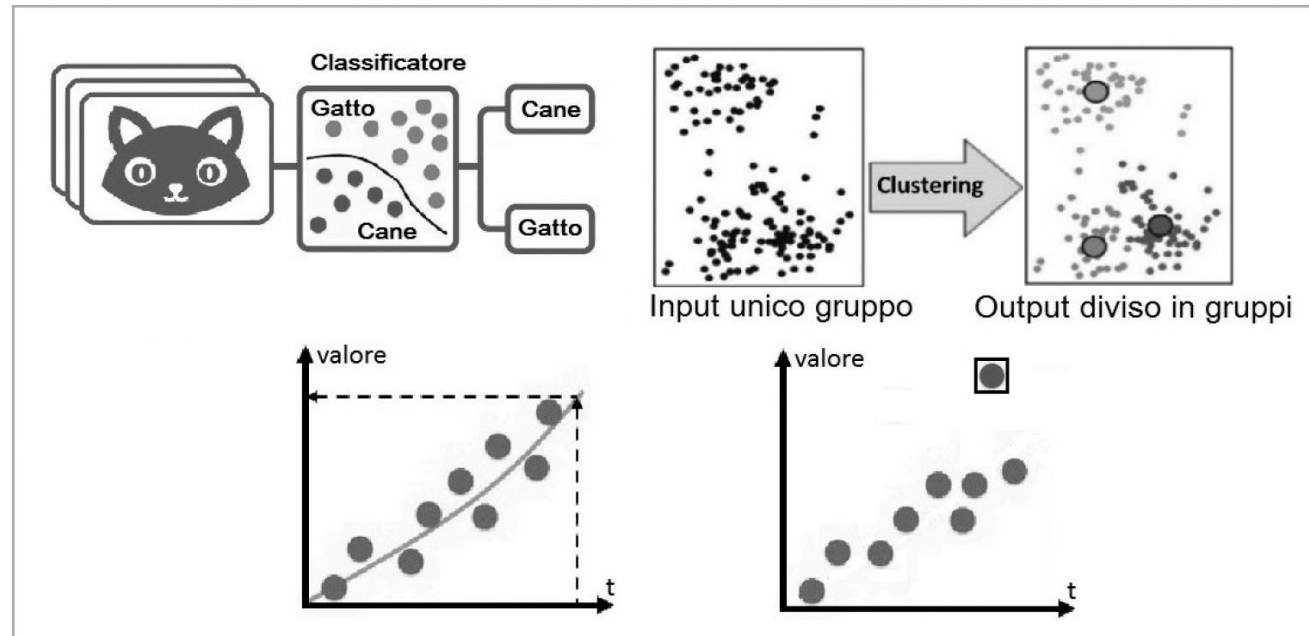 Classificatore
Gatto
Cane
Cane
Gatto
Clustering
Input unico gruppo
Output diviso in gruppi
valore
t
valore
t